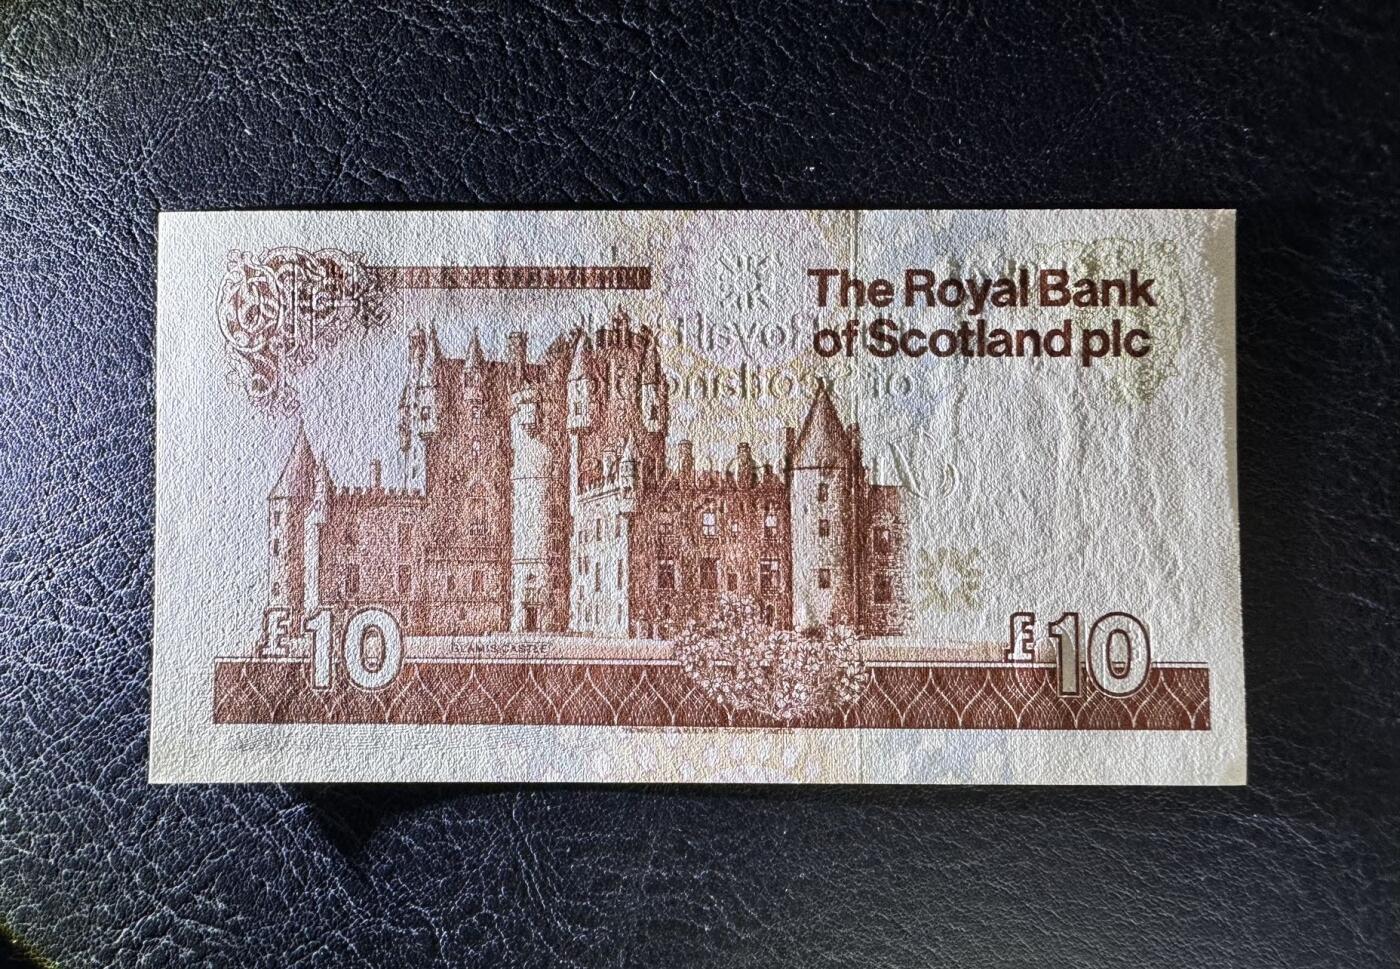 The Royal Bank
of Scotland plc
GLAMIS CASTLE
£10
£10